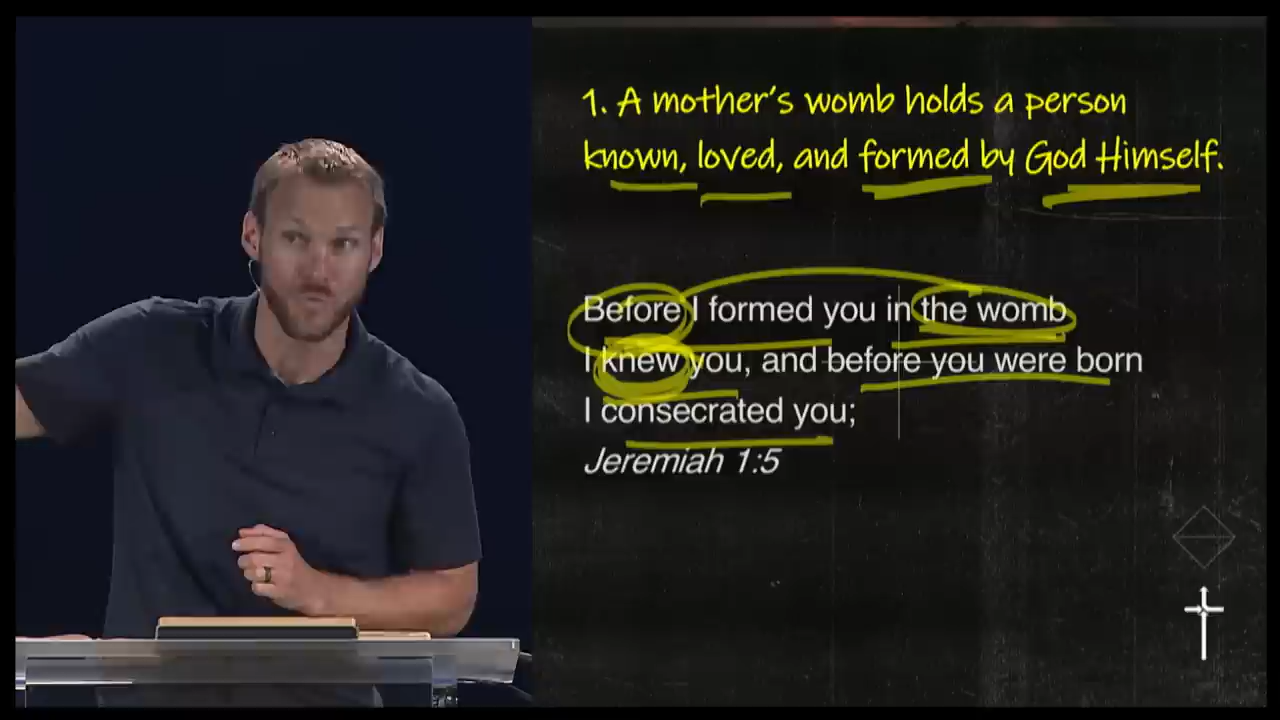 1. A mother's womb holds a person
known, loved, and formed by God Himself.
Before I formed you in the womb
I knew you, and before you were born
I consecrated you;
Jeremiah 1:5